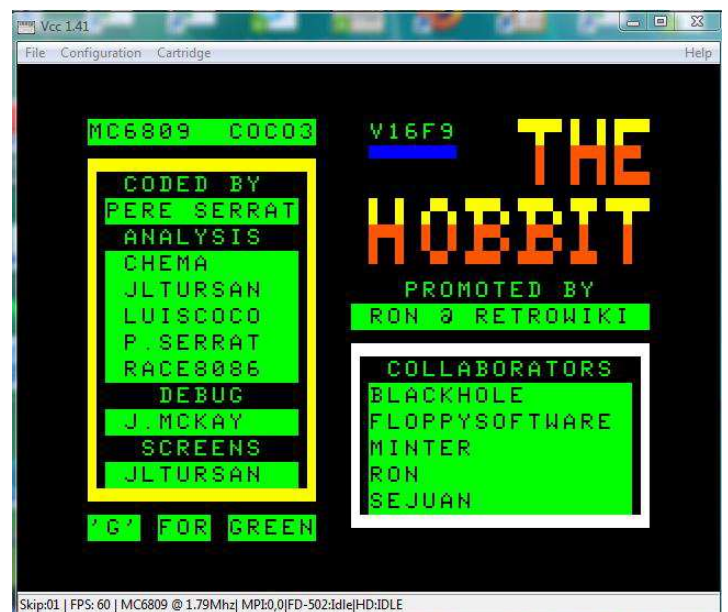 Vcc 1.41
File Configuration Cartridge Help
MC6809 COCO3
CODED BY
PERE SERRAT
ANALYSIS
CHEMA
JLTURSAN
LUISCOCO
P.SERRAT
RACE8086
DEBUG
J.MCKAY
SCREENS
JLTURSAN
'G' FOR GREEN
V16F9
THE
HOBBIT
PROMOTED BY
RON @ RETROWIKI
COLLABORATORS
BLACKHOLE
FLOPPYSOFTWARE
MINTER
RON
SEJUAN
Skip:01 | FPS: 60 | MC6809 @ 1.79Mhz| MPI:0,0|FD-502:Idle|HD:IDLE